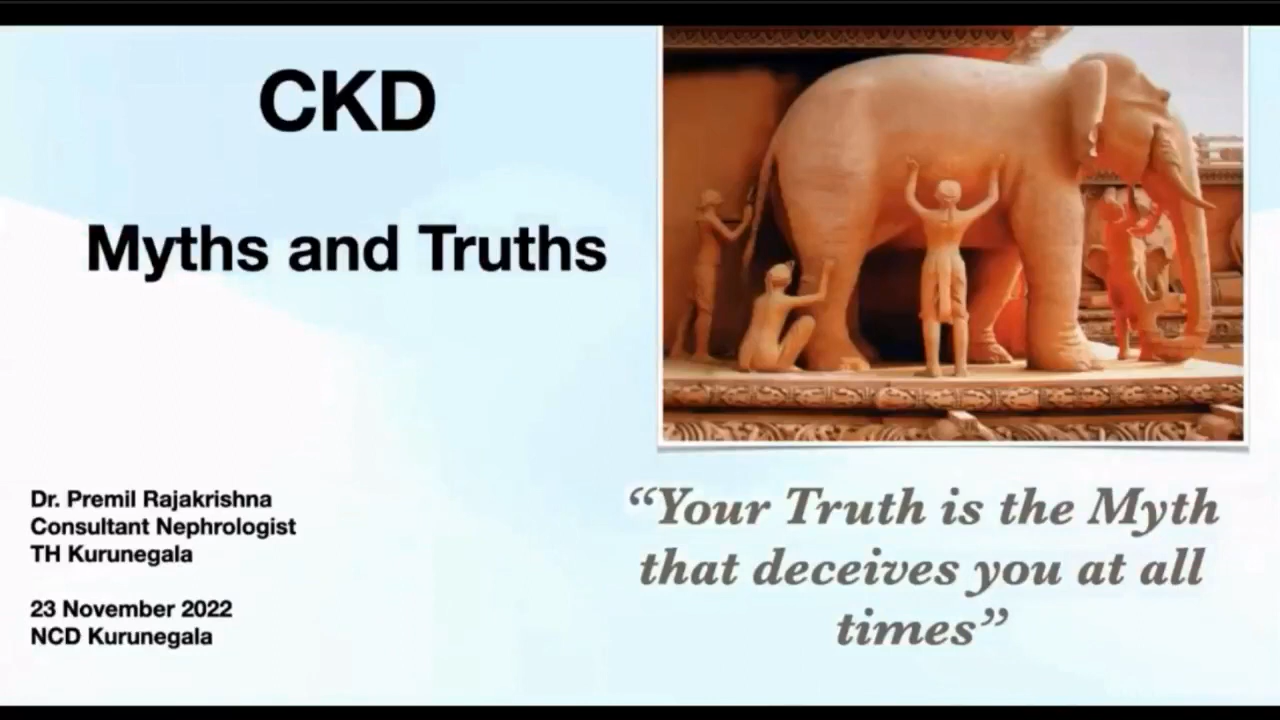 CKD
Myths and Truths
Dr. Premil Rajakrishna
Consultant Nephrologist
TH Kurunegala
23 November 2022
NCD Kurunegala
“Your Truth is the Myth
that deceives you at all
times”